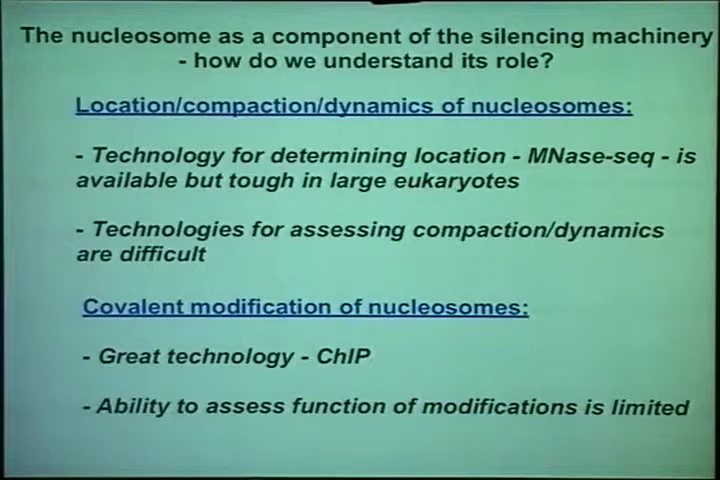 The nucleosome as a component of the silencing machinery
- how do we understand its role?
Location/compaction/dynamics of nucleosomes:
- Technology for determining location - MNase-seq - is
available but tough in large eukaryotes
- Technologies for assessing compaction/dynamics
are difficult
Covalent modification of nucleosomes:
- Great technology - ChIP
- Ability to assess function of modifications is limited